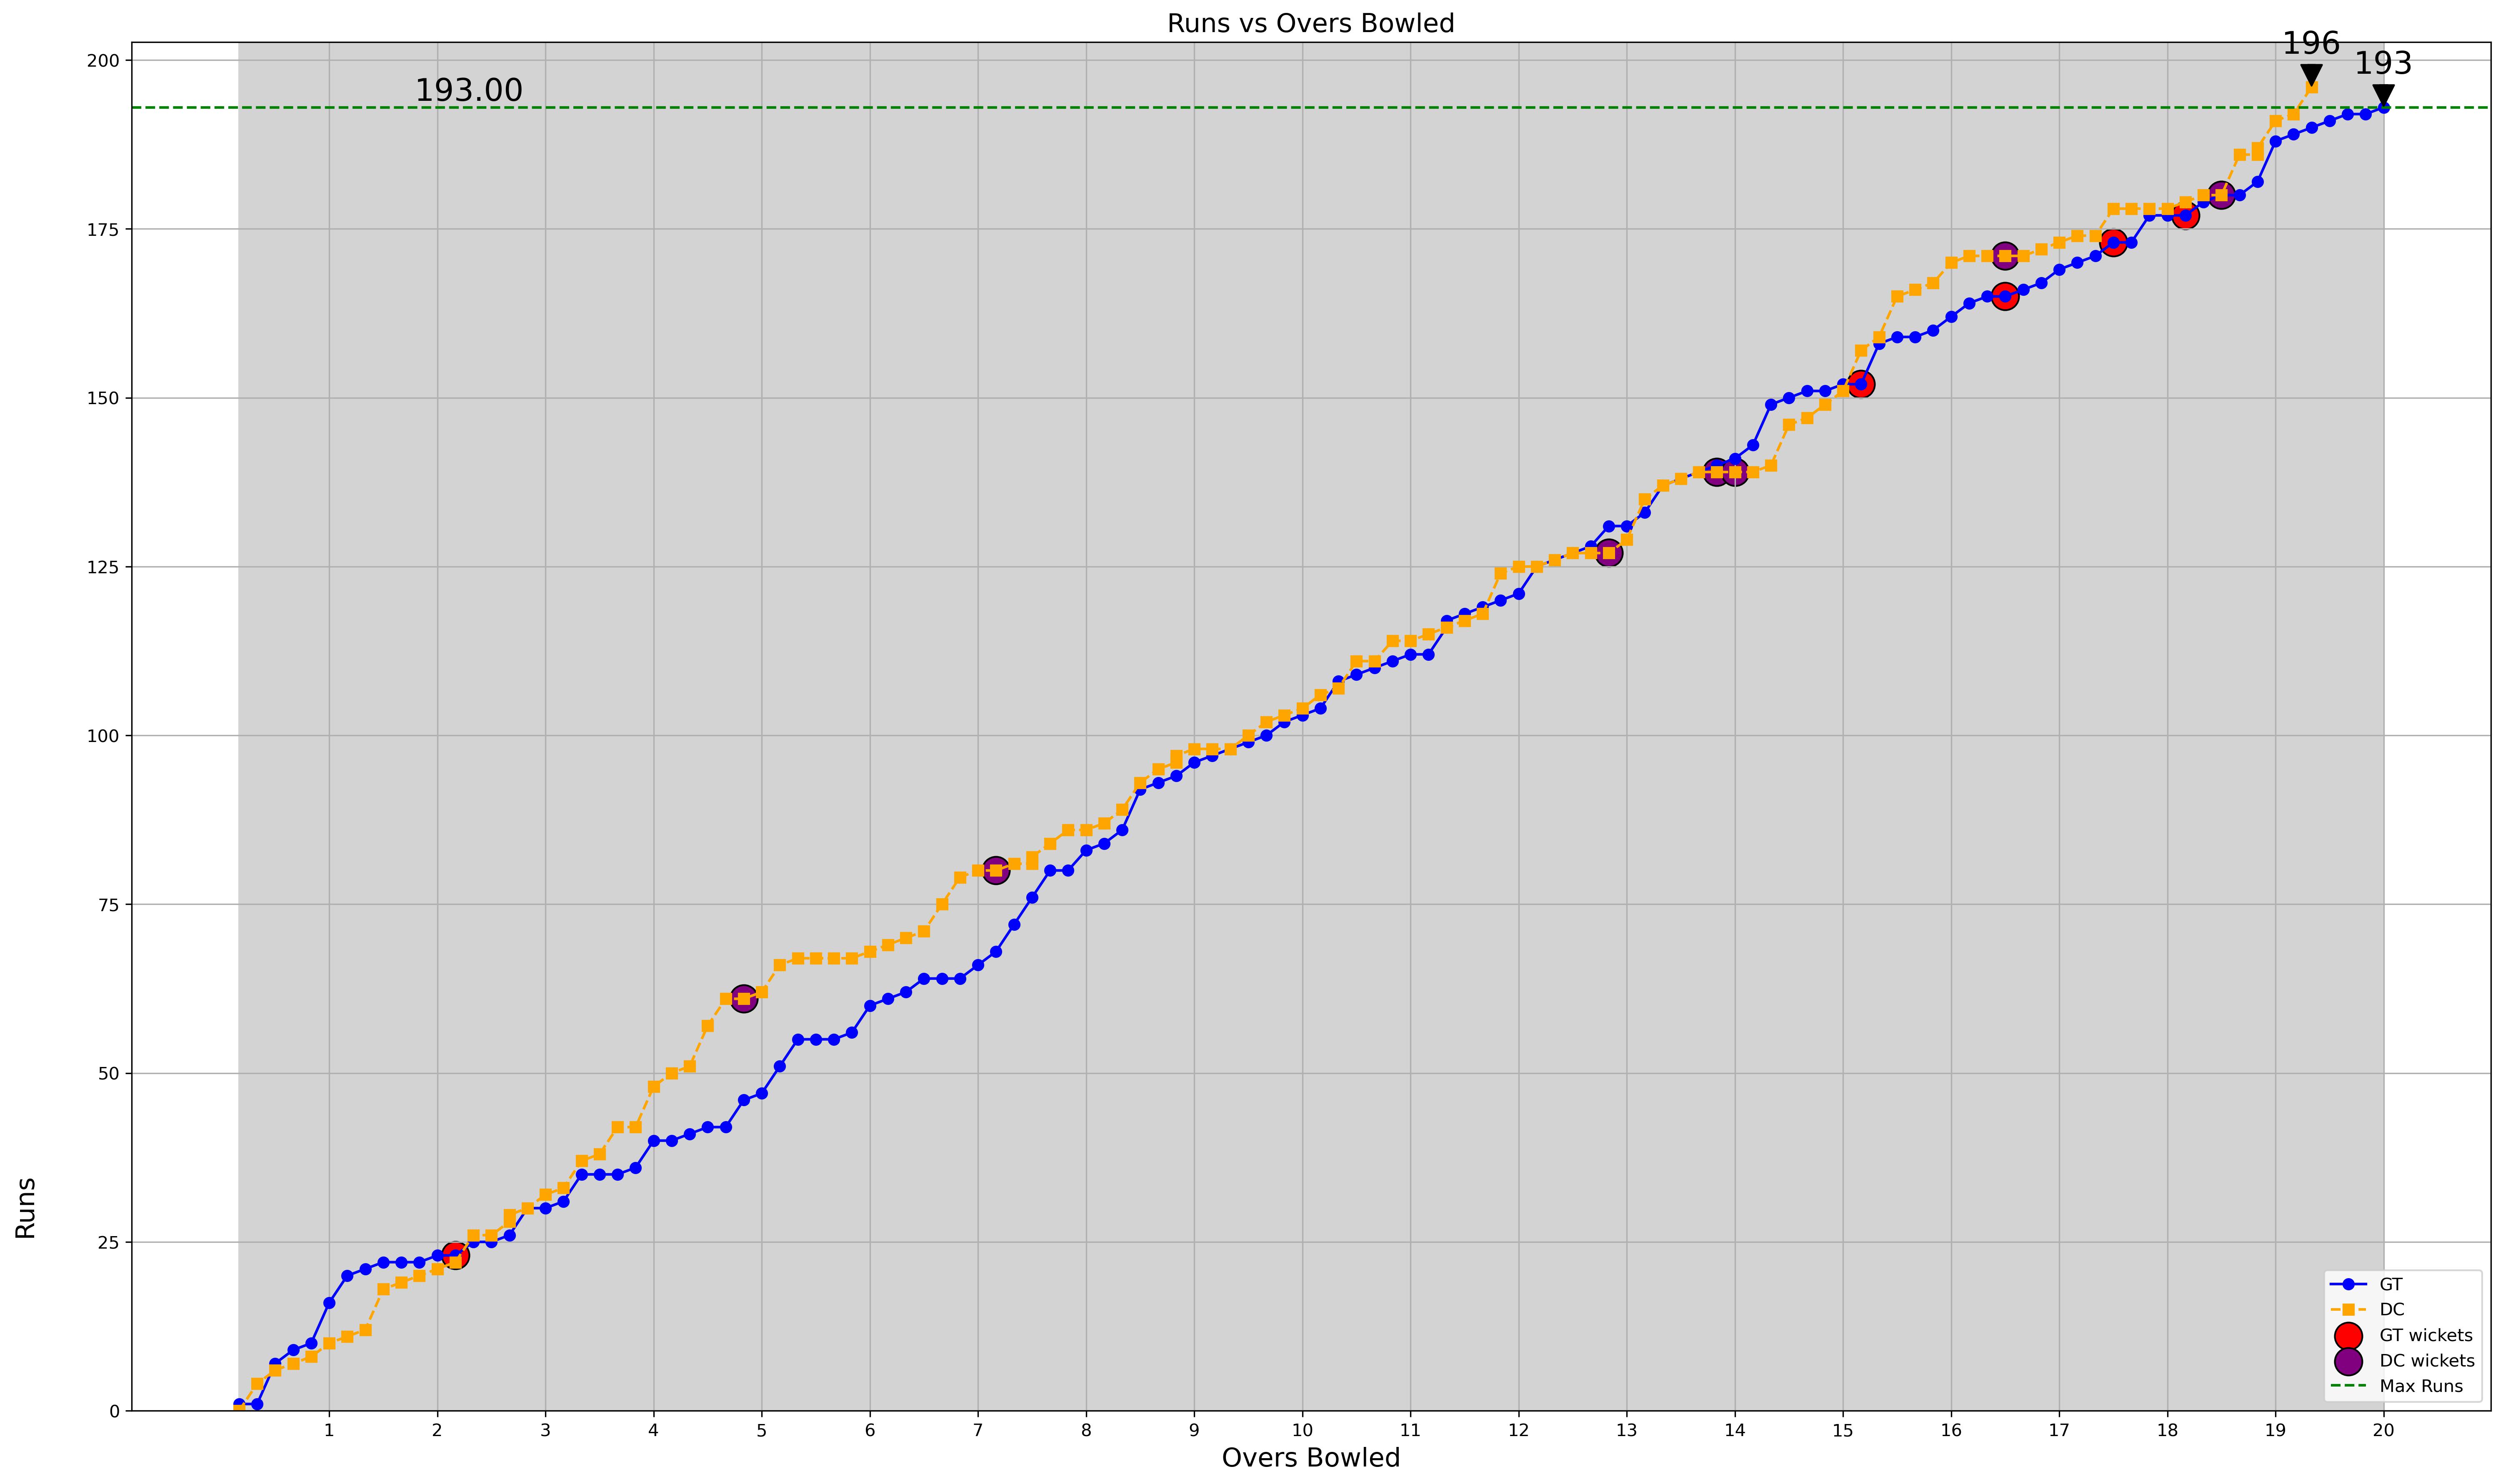 Runs vs Overs Bowled
196
193
193.00
200
175
150
125
100
75
50
25
0
Runs
1 2 3 4 5 6 7 8 9 10 11 12 13 14 15 16 17 18 19 20
Overs Bowled
GT
DC
GT wickets
DC wickets
Max Runs